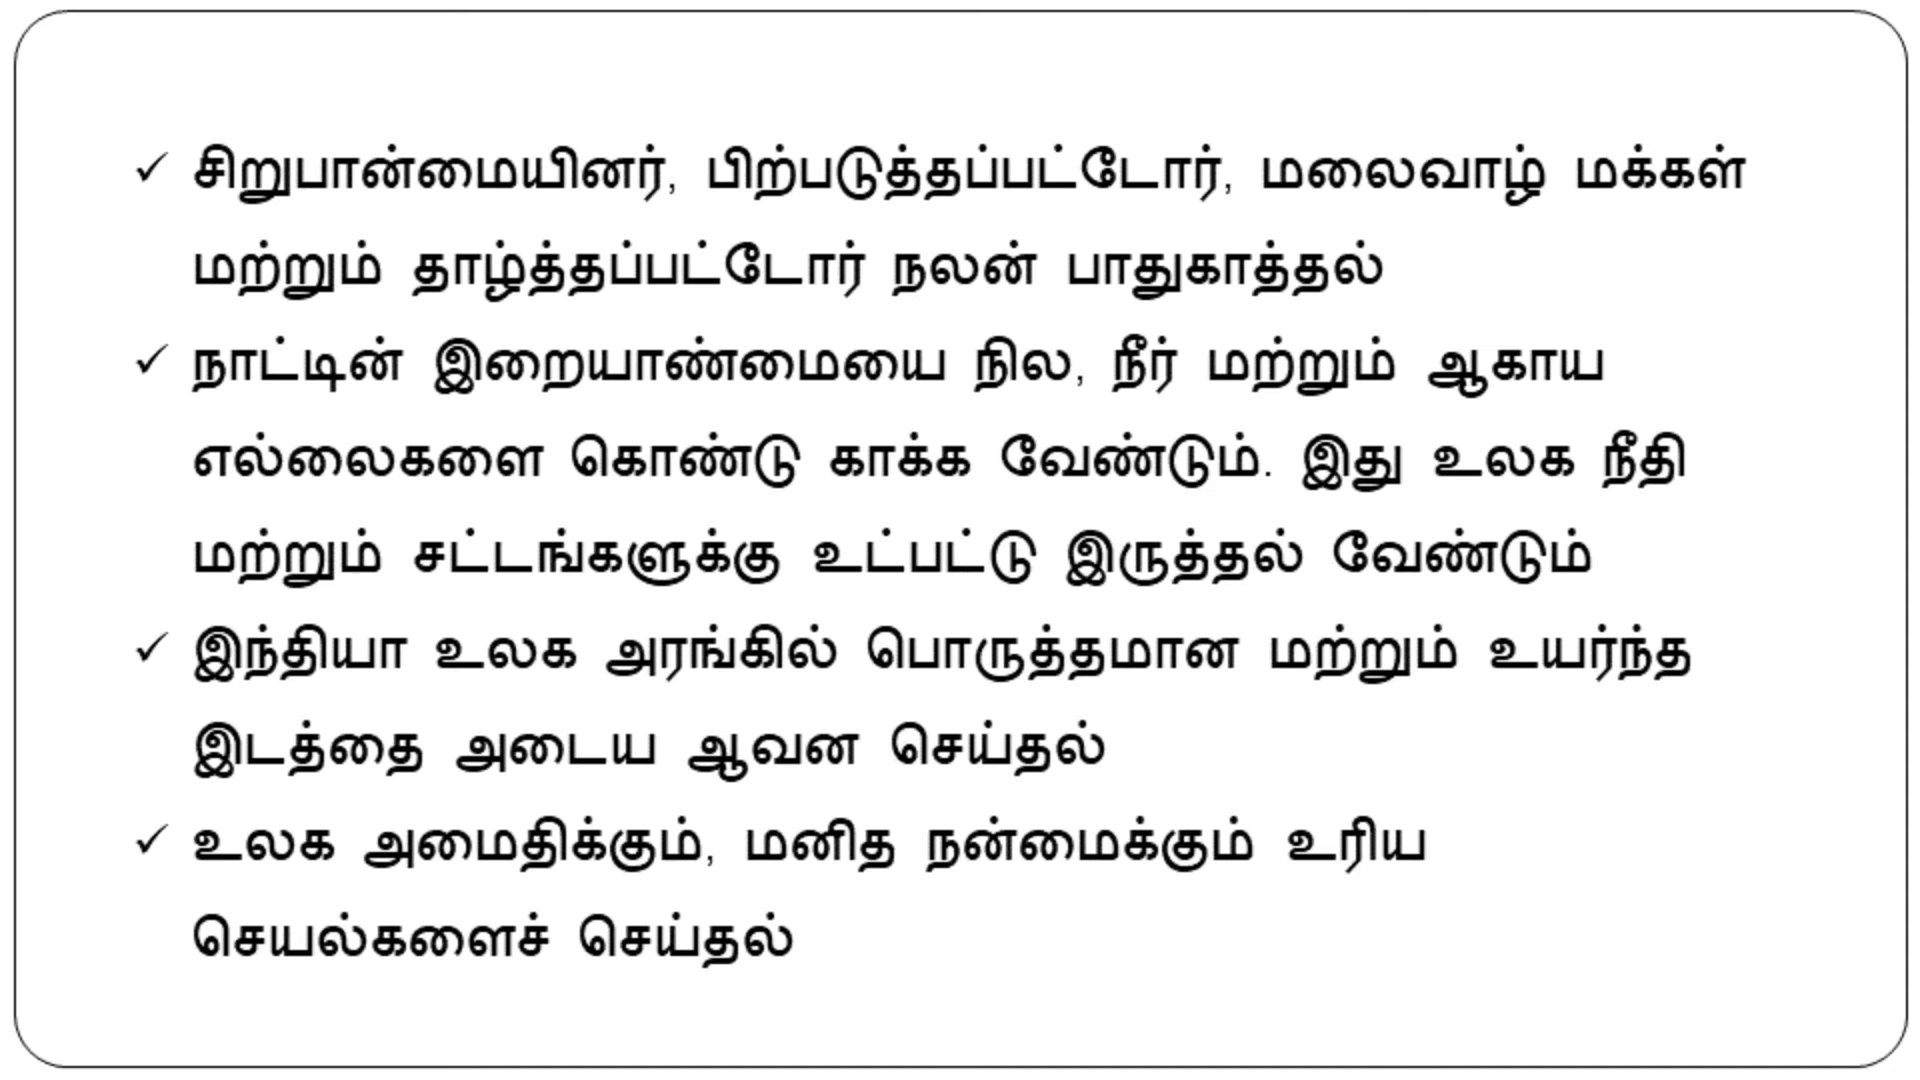 ✓ சிறுபான்மையினர், பிற்படுத்தப்பட்டோர், மலைவாழ் மக்கள்
மற்றும் தாழ்த்தப்பட்டோர் நலன் பாதுகாத்தல்
✓ நாட்டின் இறையாண்மையை நில, நீர் மற்றும் ஆகாய
எல்லைகளை கொண்டு காக்க வேண்டும். இது உலக நீதி
மற்றும் சட்டங்களுக்கு உட்பட்டு இருத்தல் வேண்டும்
✓ இந்தியா உலக அரங்கில் பொருத்தமான மற்றும் உயர்ந்த
இடத்தை அடைய ஆவன செய்தல்
✓ உலக அமைதிக்கும், மனித நன்மைக்கும் உரிய
செயல்களைச் செய்தல்